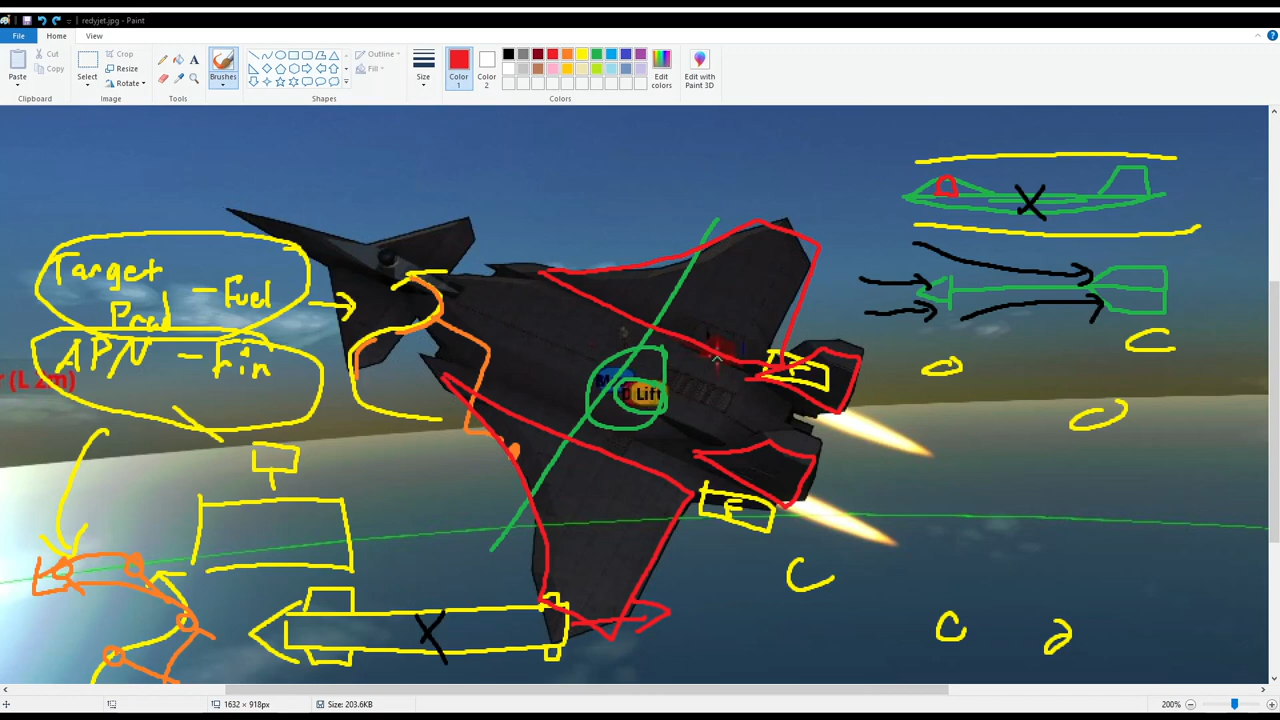 redyjet.jpg - Paint
File
Home
View
Paste
Cut
Copy
Clipboard
Select
Crop
Resize
Rotate
Image
Tools
Brushes
Shapes
Outline
Fill
Size
Color 1
Color 2
Edit colors
Colors
Edit with Paint 3D
Target
Pred - Fuel
AP/N - Fin
r (L 2m)
D Lift
F
F
1632 × 918px
Size: 203.6KB
200%